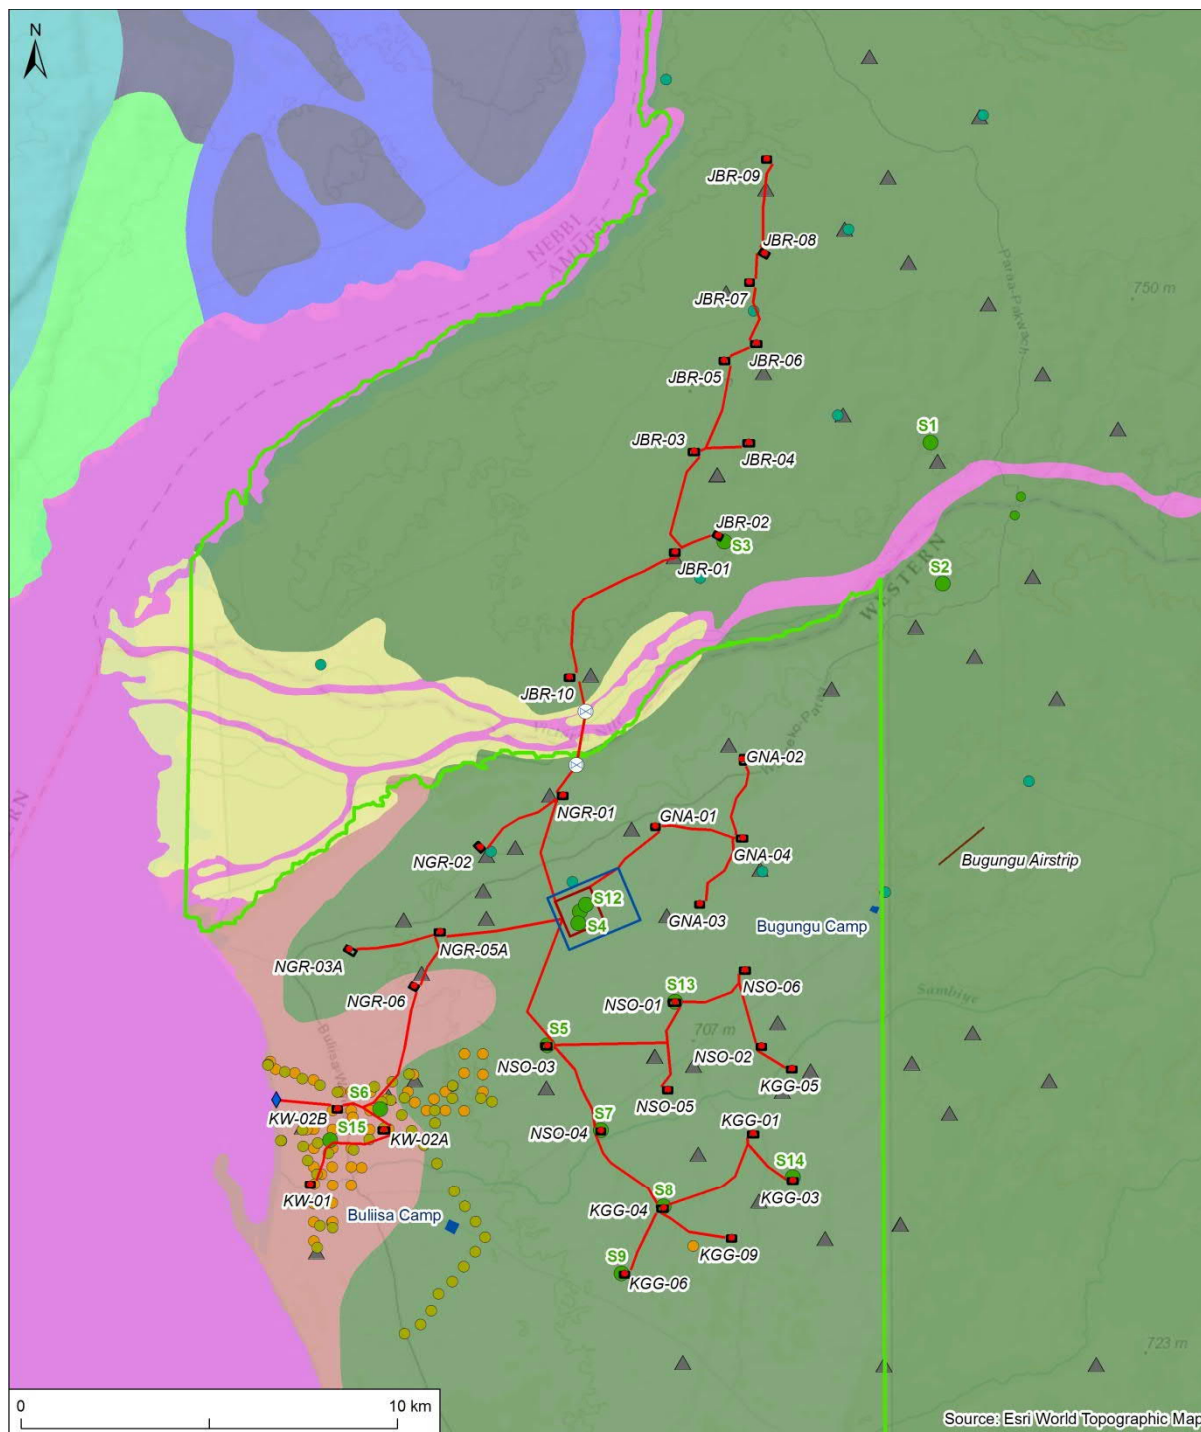 N
JBR-09
NEBBI
AMURU
JBR-08
Paraa-Pakwach
750 m
JBR-07
JBR-06
JBR-05
S1
JBR-03
JBR-04
JBR-02
S3
JBR-01
WESTERN
S2
JBR-10
GNA-02
NGR-01
GNA-01
NGR-02
GNA-04
Bugungu Airstrip
S12
S4
GNA-03
Bugungu Camp
NGR-05A
NGR-03A
NSO-06
NGR-06
S13
NSO-01
Sambiye
707 m
S5
NSO-02
NSO-03
KGG-05
S6
NSO-05
KW-02B
S7
KGG-01
S15
NSO-04
KW-02A
S14
KW-01
KGG-03
S8
Buliisa Camp
KGG-04
KGG-09
S9
KGG-06
723 m
0
10 km
Source: Esri World Topographic Map